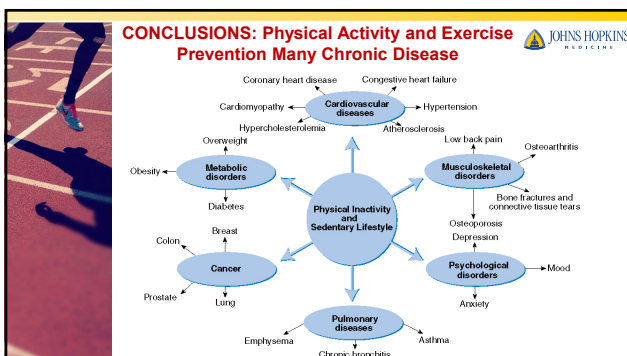 CONCLUSIONS: Physical Activity and Exercise
Prevention Many Chronic Disease
JOHNS HOPKINS
MEDICINE
Coronary heart disease
Congestive heart failure
Cardiomyopathy
Cardiovascular
diseases
Hypertension
Hypercholesterolemia
Atherosclerosis
Overweight
Metabolic
disorders
Obesity
Diabetes
Low back pain
Osteoarthritis
Musculoskeletal
disorders
Bone fractures and
connective tissue tears
Osteoporosis
Physical Inactivity
and
Sedentary Lifestyle
Breast
Colon
Cancer
Prostate
Lung
Depression
Psychological
disorders
Mood
Anxiety
Pulmonary
diseases
Emphysema
Asthma
Chronic bronchitis